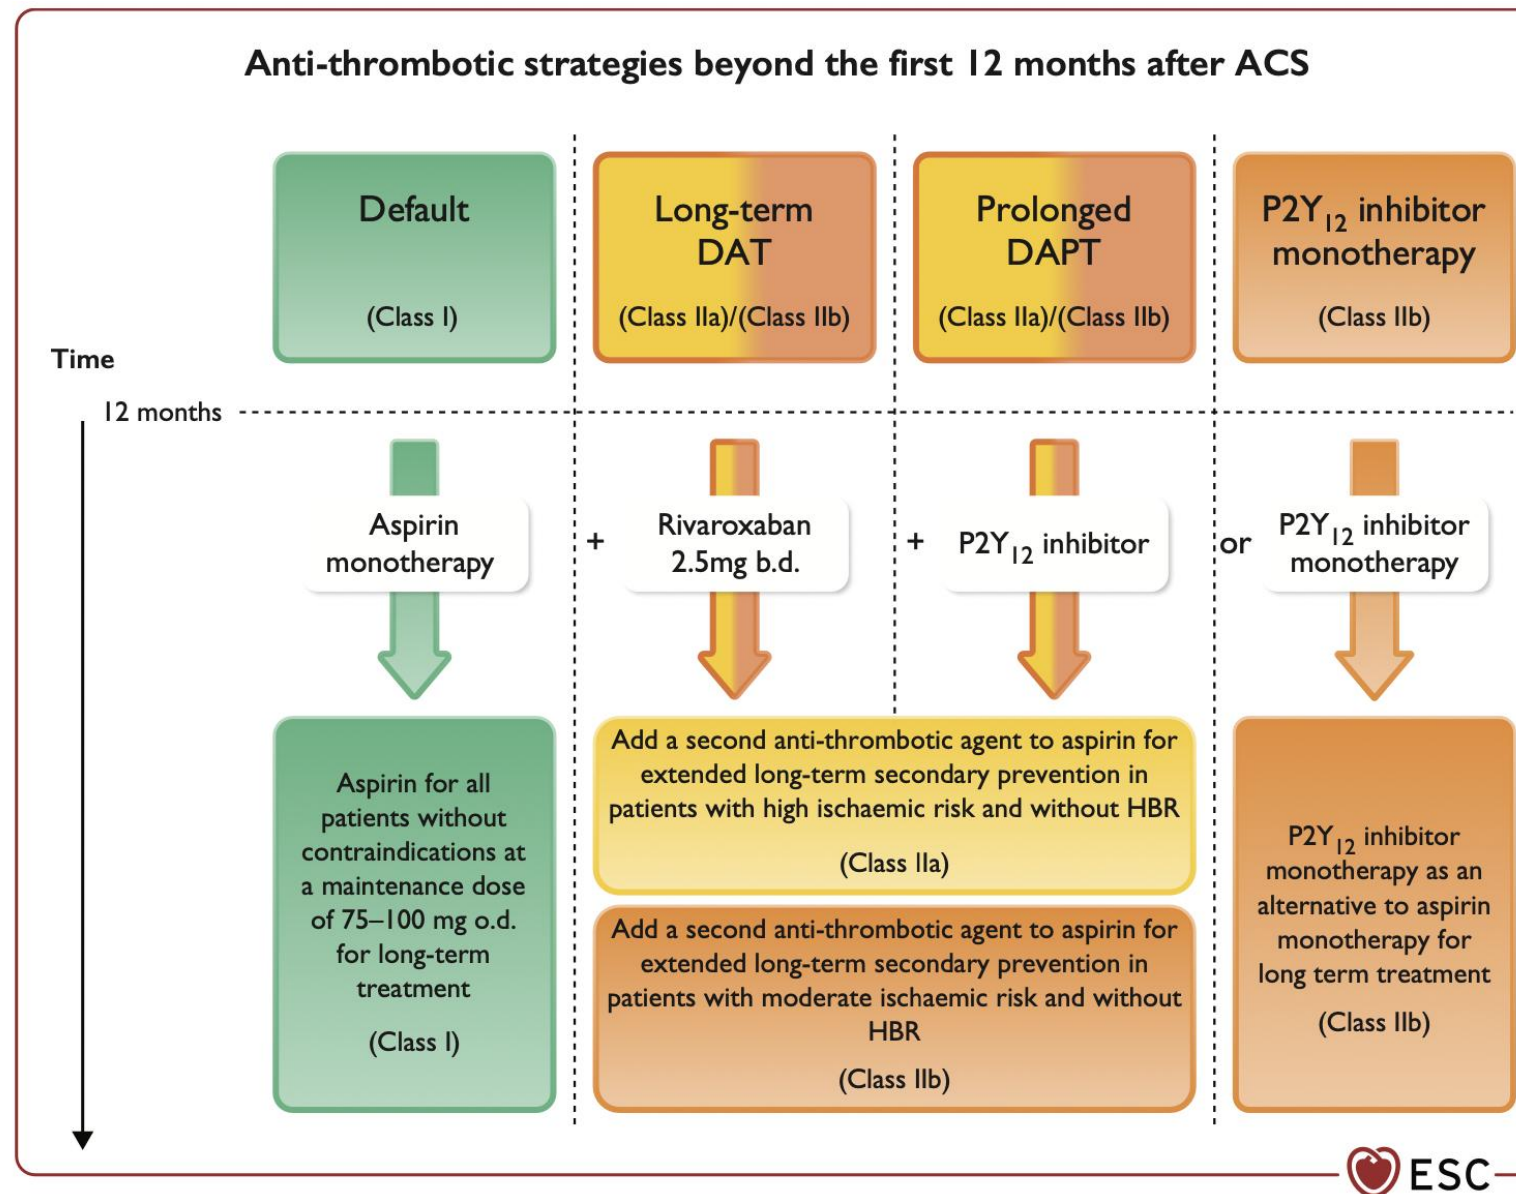 Anti-thrombotic strategies beyond the first 12 months after ACS
Default
(Class I)
Long-term
DAT
(Class IIa)/(Class IIb)
Prolonged
DAPT
(Class IIa)/(Class IIb)
P2Y12 inhibitor
monotherapy
(Class IIb)
Time
12 months
Aspirin
monotherapy
+
Rivaroxaban
2.5mg b.d.
+
P2Y12 inhibitor
or
P2Y12 inhibitor
monotherapy
Aspirin for all
patients without
contraindications at
a maintenance dose
of 75–100 mg o.d.
for long-term
treatment
(Class I)
Add a second anti-thrombotic agent to aspirin for
extended long-term secondary prevention in
patients with high ischaemic risk and without HBR
(Class IIa)
Add a second anti-thrombotic agent to aspirin for
extended long-term secondary prevention in
patients with moderate ischaemic risk and without
HBR
(Class IIb)
P2Y12 inhibitor
monotherapy as an
alternative to aspirin
monotherapy for
long term treatment
(Class IIb)
ESC